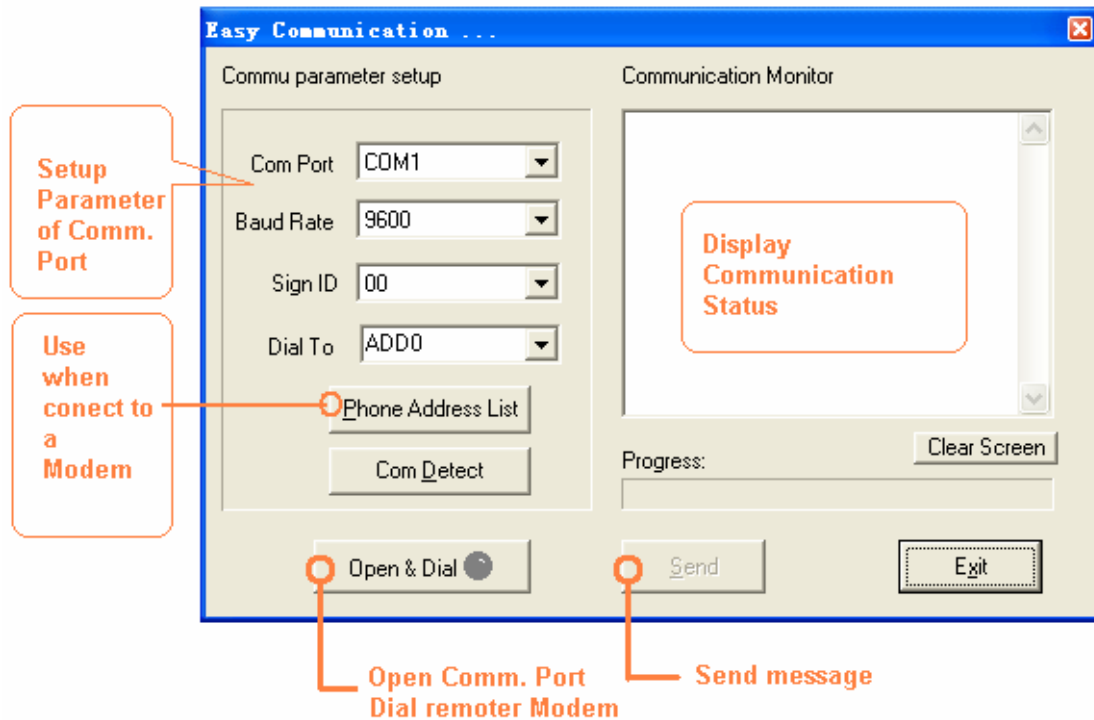 Easy Communication ...
Commu parameter setup
Communication Monitor
Setup
Parameter
of Comm.
Port
Com Port
COM1
Baud Rate
9600
Sign ID
00
Dial To
ADD0
Display
Communication
Status
Use
when
conect to
a
Modem
Phone Address List
Com Detect
Clear Screen
Progress:
Open & Dial
Send
Exit
Open Comm. Port
Dial remoter Modem
Send message